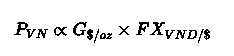 P_{VN} ∝ G_{$/oz} × FX_{VND/$}